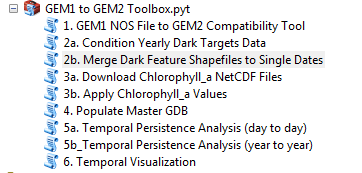 GEM1 to GEM2 Toolbox.pyt
1. GEM1 NOS File to GEM2 Compatibility Tool
2a. Condition Yearly Dark Targets Data
2b. Merge Dark Feature Shapefiles to Single Dates
3a. Download Chlorophyll_a NetCDF Files
3b. Apply Chlorophyll_a Values
4. Populate Master GDB
5a. Temporal Persistence Analysis (day to day)
5b_Temporal Persistence Analysis (year to year)
6. Temporal Visualization